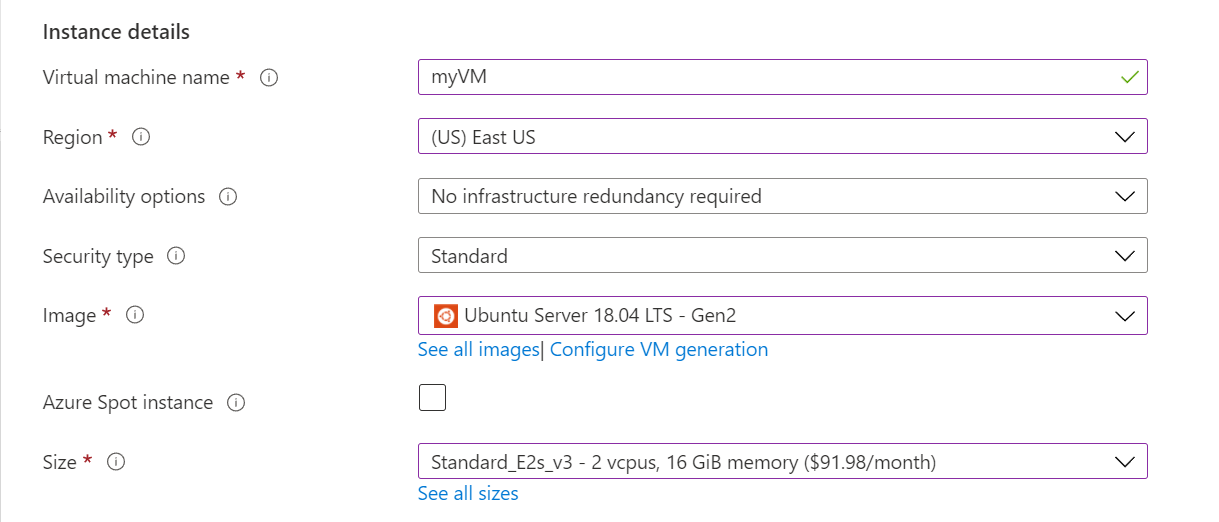 Instance details
Virtual machine name *
myVM
Region *
(US) East US
Availability options
No infrastructure redundancy required
Security type
Standard
Image *
Ubuntu Server 18.04 LTS - Gen2
See all images| Configure VM generation
Azure Spot instance
Size *
Standard_E2s_v3 - 2 vcpus, 16 GiB memory ($91.98/month)
See all sizes